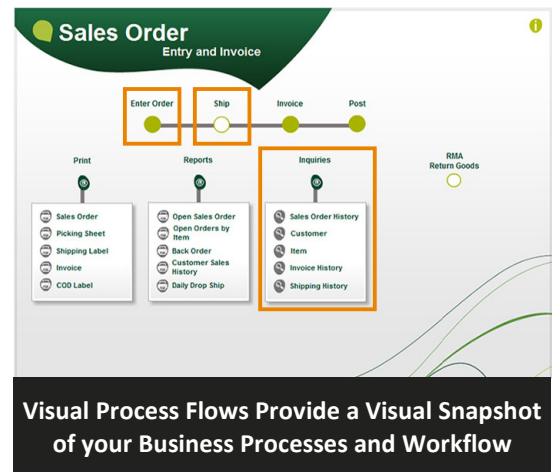 Sales Order
Entry and Invoice
i
Enter Order
Ship
Invoice
Post
Print
Reports
Inquiries
RMA
Return Goods
Sales Order
Picking Sheet
Shipping Label
Invoice
COD Label
Open Sales Order
Open Orders by
Item
Back Order
Customer Sales
History
Daily Drop Ship
Sales Order History
Customer
Item
Invoice History
Shipping History
Visual Process Flows Provide a Visual Snapshot
of your Business Processes and Workflow